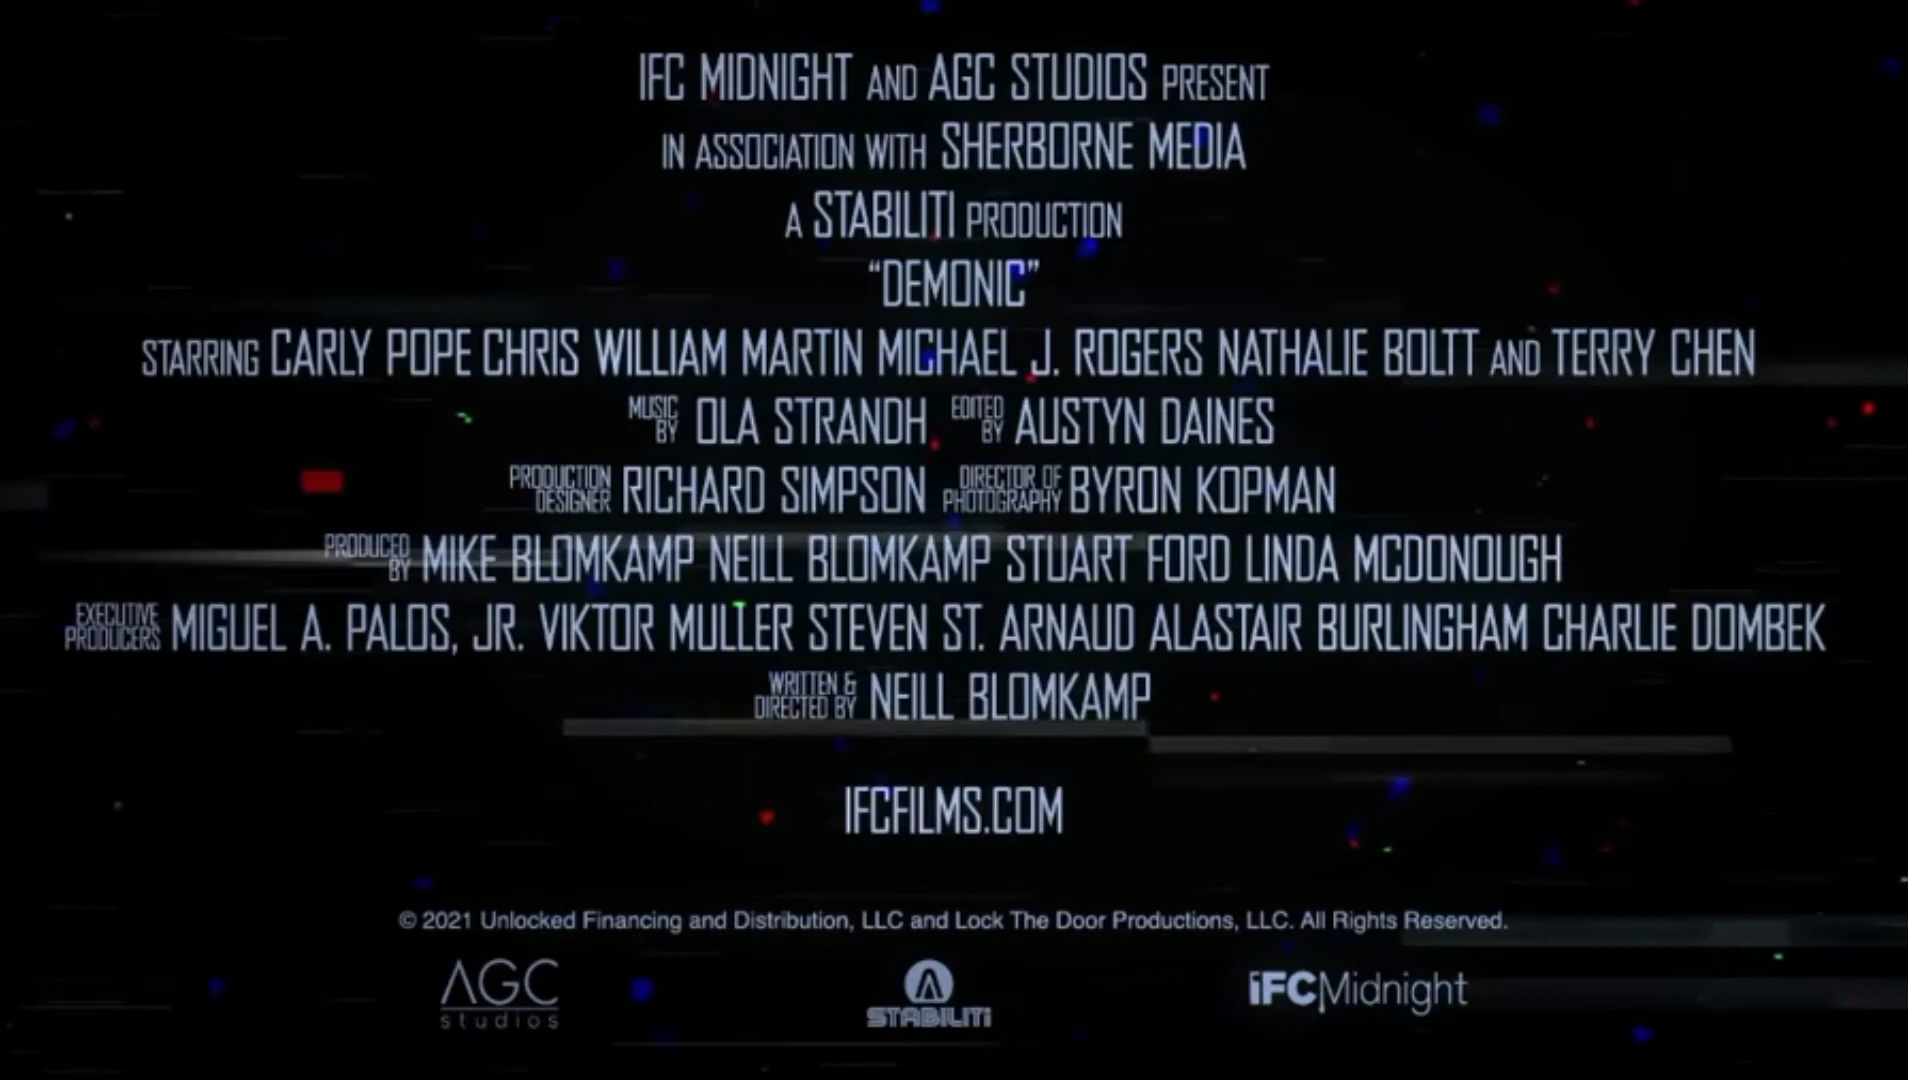 IFC MIDNIGHT AND AGC STUDIOS PRESENT
IN ASSOCIATION WITH SHERBORNE MEDIA
A STABILITI PRODUCTION
“DEMONIC”
STARRING CARLY POPE CHRIS WILLIAM MARTIN MICHAEL J. ROGERS NATHALIE BOLTT AND TERRY CHEN
MUSIC BY OLA STRANDH EDITED BY AUSTYN DAINES
PRODUCTION DESIGNER RICHARD SIMPSON DIRECTOR OF PHOTOGRAPHY BYRON KOPMAN
PRODUCED BY MIKE BLOMKAMP NEILL BLOMKAMP STUART FORD LINDA MCDONOUGH
EXECUTIVE PRODUCERS MIGUEL A. PALOS, JR. VIKTOR MULLER STEVEN ST. ARNAUD ALASTAIR BURLINGHAM CHARLIE DOMBEK
WRITTEN & DIRECTED BY NEILL BLOMKAMP
IFCFILMS.COM
© 2021 Unlocked Financing and Distribution, LLC and Lock The Door Productions, LLC. All Rights Reserved.
AGC studios STABILITi iFC Midnight